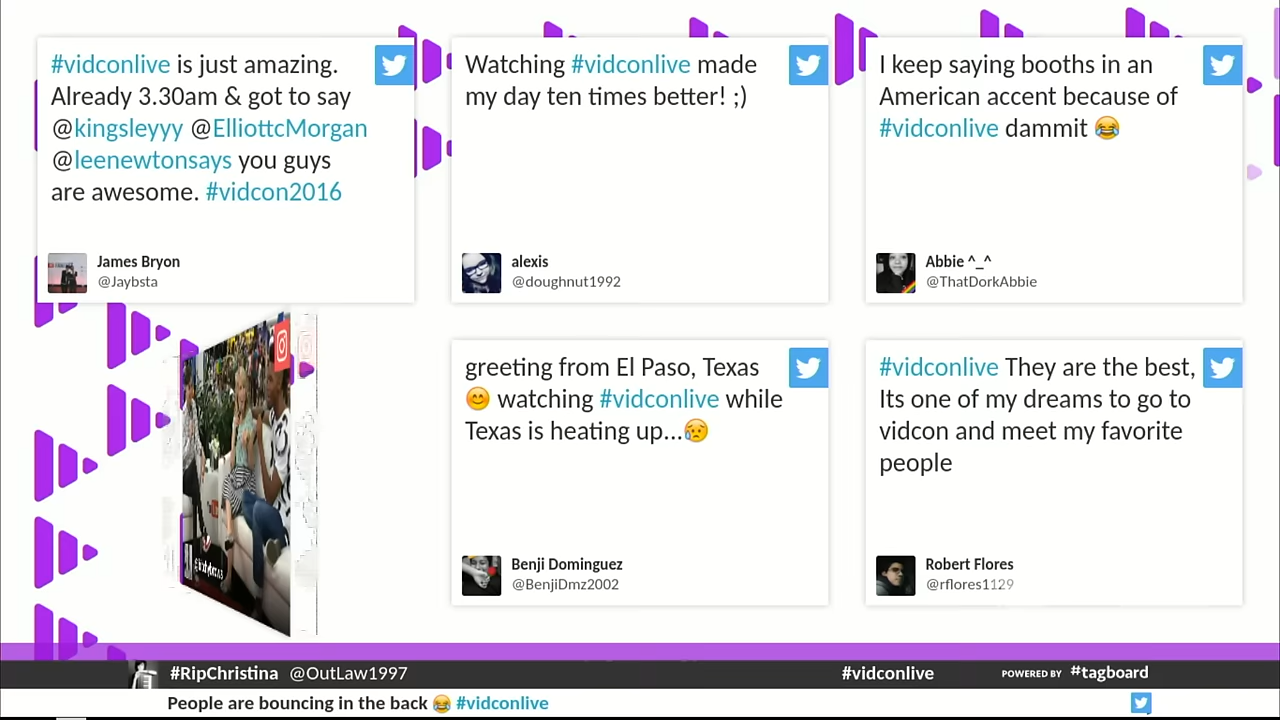 #vidconlive is just amazing.
Already 3.30am & got to say
@kingsleyyy @ElliottcMorgan
@leenewtonsays you guys
are awesome. #vidcon2016
James Bryon
@Jaybsta
Watching #vidconlive made
my day ten times better! ;)
alexis
@doughnut1992
I keep saying booths in an
American accent because of
#vidconlive dammit 😂
Abbie ^_^
@ThatDorkAbbie
greeting from El Paso, Texas
😊 watching #vidconlive while
Texas is heating up...😥
Benji Dominguez
@BenjiDmz2002
#vidconlive They are the best,
Its one of my dreams to go to
vidcon and meet my favorite
people
Robert Flores
@rflores1129
#RipChristina @OutLaw1997
#vidconlive
POWERED BY #tagboard
People are bouncing in the back 😂 #vidconlive